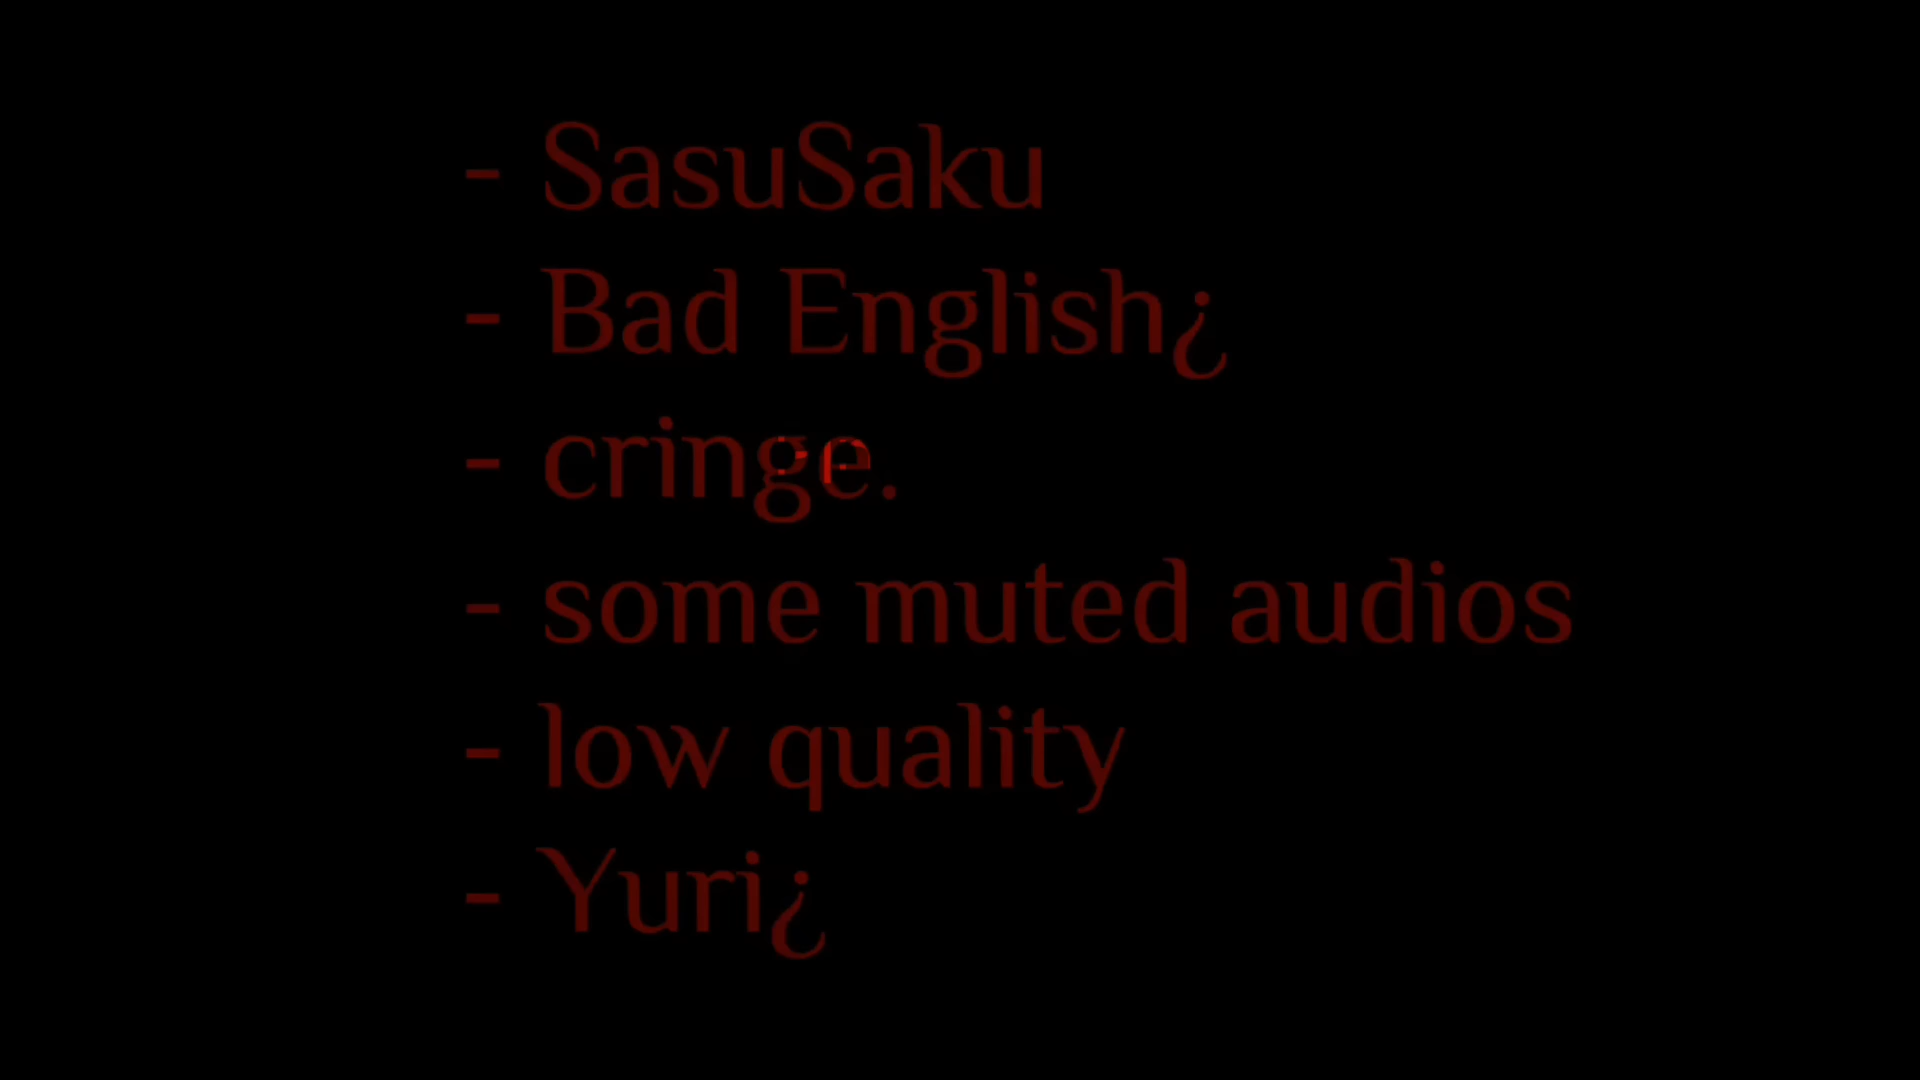 - SasuSaku
- Bad English¿
- cringe.
- some muted audios
- low quality
- Yuri¿